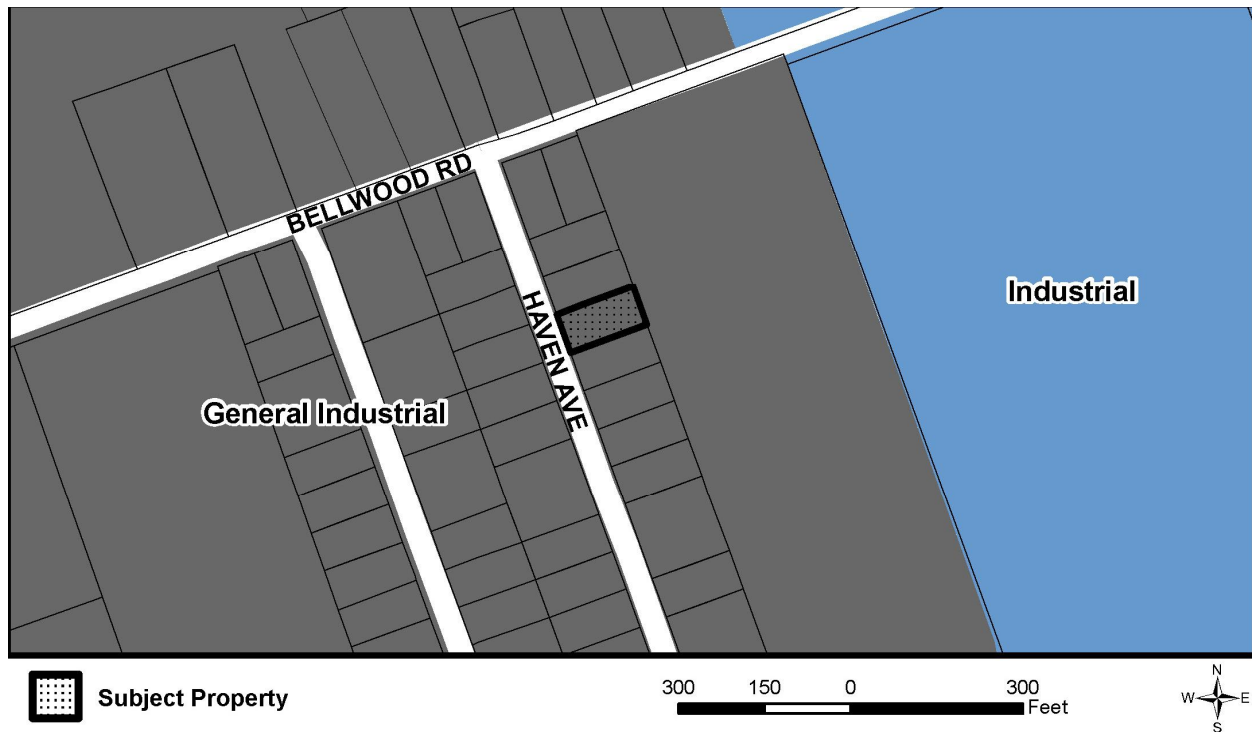 BELLWOOD RD
Industrial
HAVEN AVE
General Industrial
Subject Property
300 150 0 300
Feet
N
W E
S